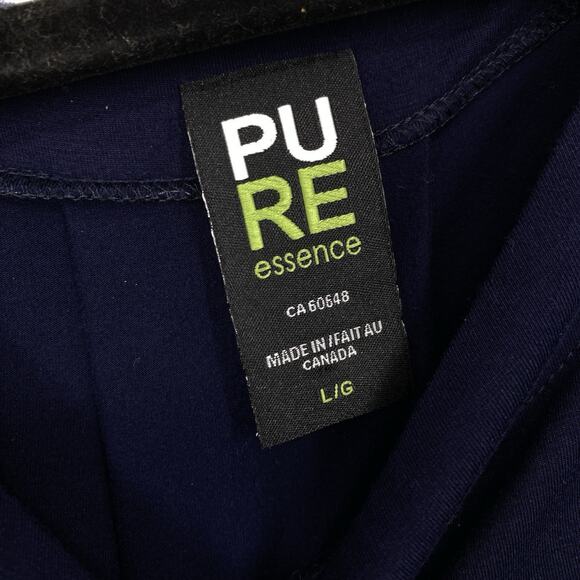 PU
RE
essence
CA 60648
MADE IN / FAIT AU
CANADA
L/G